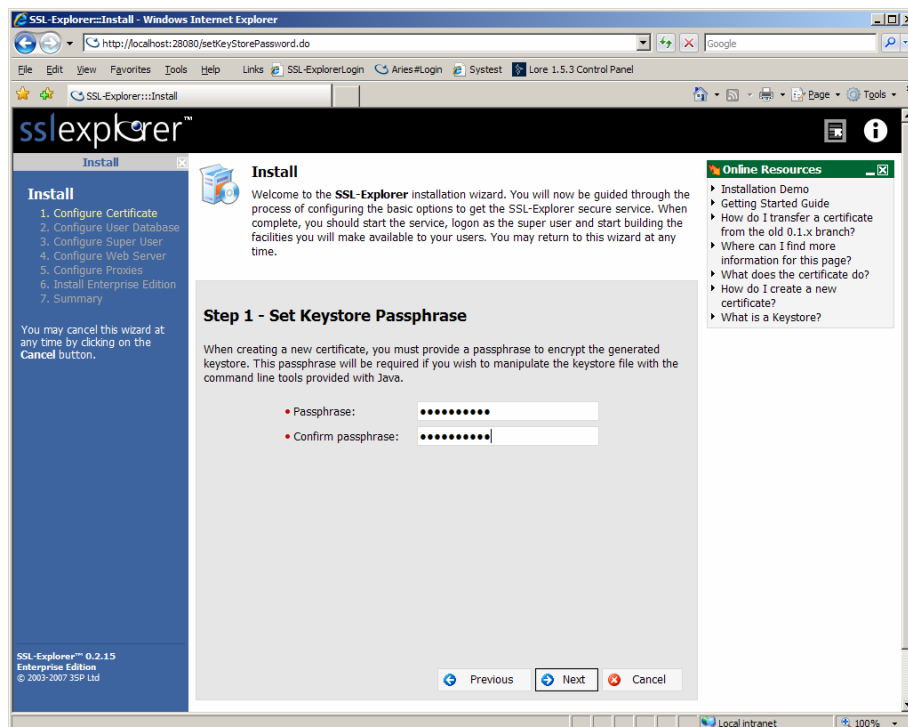 SSL-Explorer:::Install - Windows Internet Explorer
http://localhost:28080/setKeyStorePassword.do
Google
File Edit View Favorites Tools Help Links SSL-ExplorerLogin Aries#Login Systest Lore 1.5.3 Control Panel
SSL-Explorer:::Install
Page Tools
sslexplorer™
Install
Install
1. Configure Certificate
2. Configure User Database
3. Configure Super User
4. Configure Web Server
5. Configure Proxies
6. Install Enterprise Edition
7. Summary
You may cancel this wizard at
any time by clicking on the
Cancel button.
SSL-Explorer™ 0.2.15
Enterprise Edition
© 2003-2007 3SP Ltd
Install
Welcome to the SSL-Explorer installation wizard. You will now be guided through the
process of configuring the basic options to get the SSL-Explorer secure service. When
complete, you should start the service, logon as the super user and start building the
facilities you will make available to your users. You may return to this wizard at any
time.
Step 1 - Set Keystore Passphrase
When creating a new certificate, you must provide a passphrase to encrypt the generated
keystore. This passphrase will be required if you wish to manipulate the keystore file with the
command line tools provided with Java.
Passphrase:
Confirm passphrase:
Previous Next Cancel
Online Resources
Installation Demo
Getting Started Guide
How do I transfer a certificate
from the old 0.1.x branch?
Where can I find more
information for this page?
What does the certificate do?
How do I create a new
certificate?
What is a Keystore?
Local intranet 100%